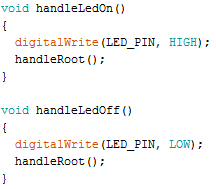 void handleLedOn()
{
  digitalWrite(LED_PIN, HIGH);
  handleRoot();
}

void handleLedOff()
{
  digitalWrite(LED_PIN, LOW);
  handleRoot();
}